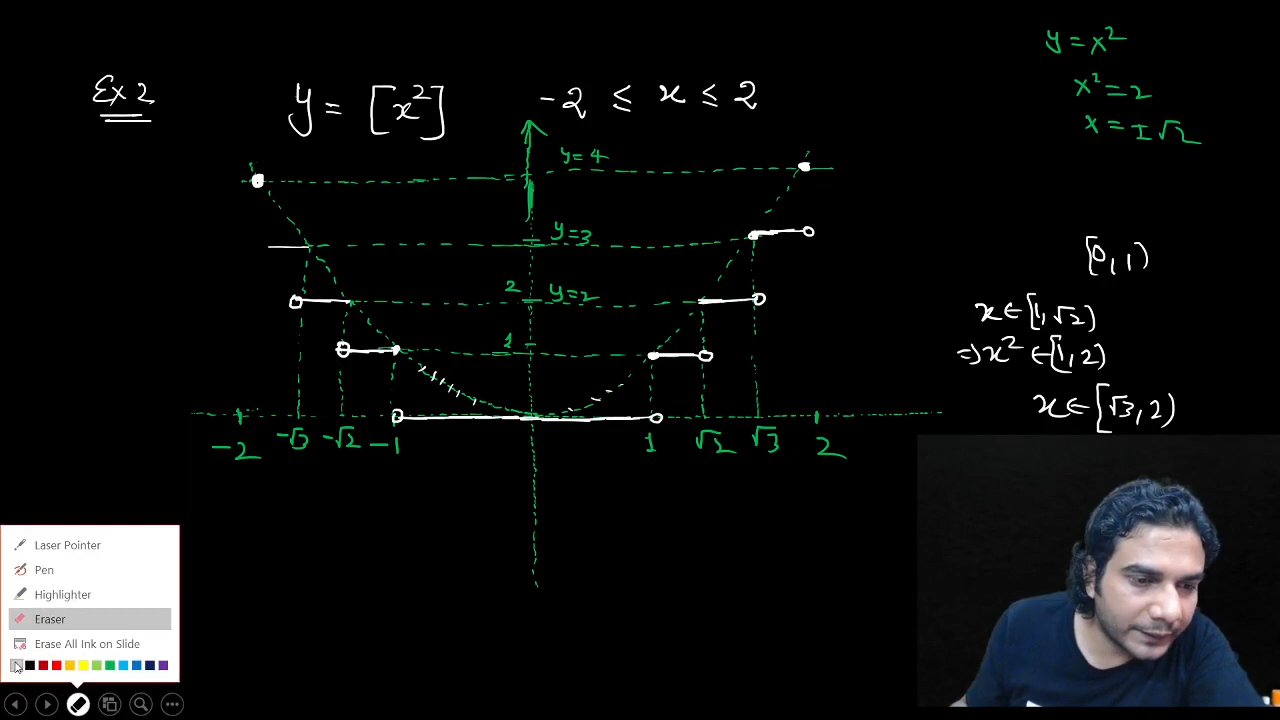 Ex 2
y = [x²]   -2 ≤ x ≤ 2
y = x²
x² = 2
x = ±√2
y=4
y=3
2 y=2
1
-2 -√3 -√2 -1 1 √2 √3 2
[0, 1)
x ∈ [1, √2)
⇒ x² ∈ [1, 2)
x ∈ [√3, 2)
Laser Pointer
Pen
Highlighter
Eraser
Erase All Ink on Slide